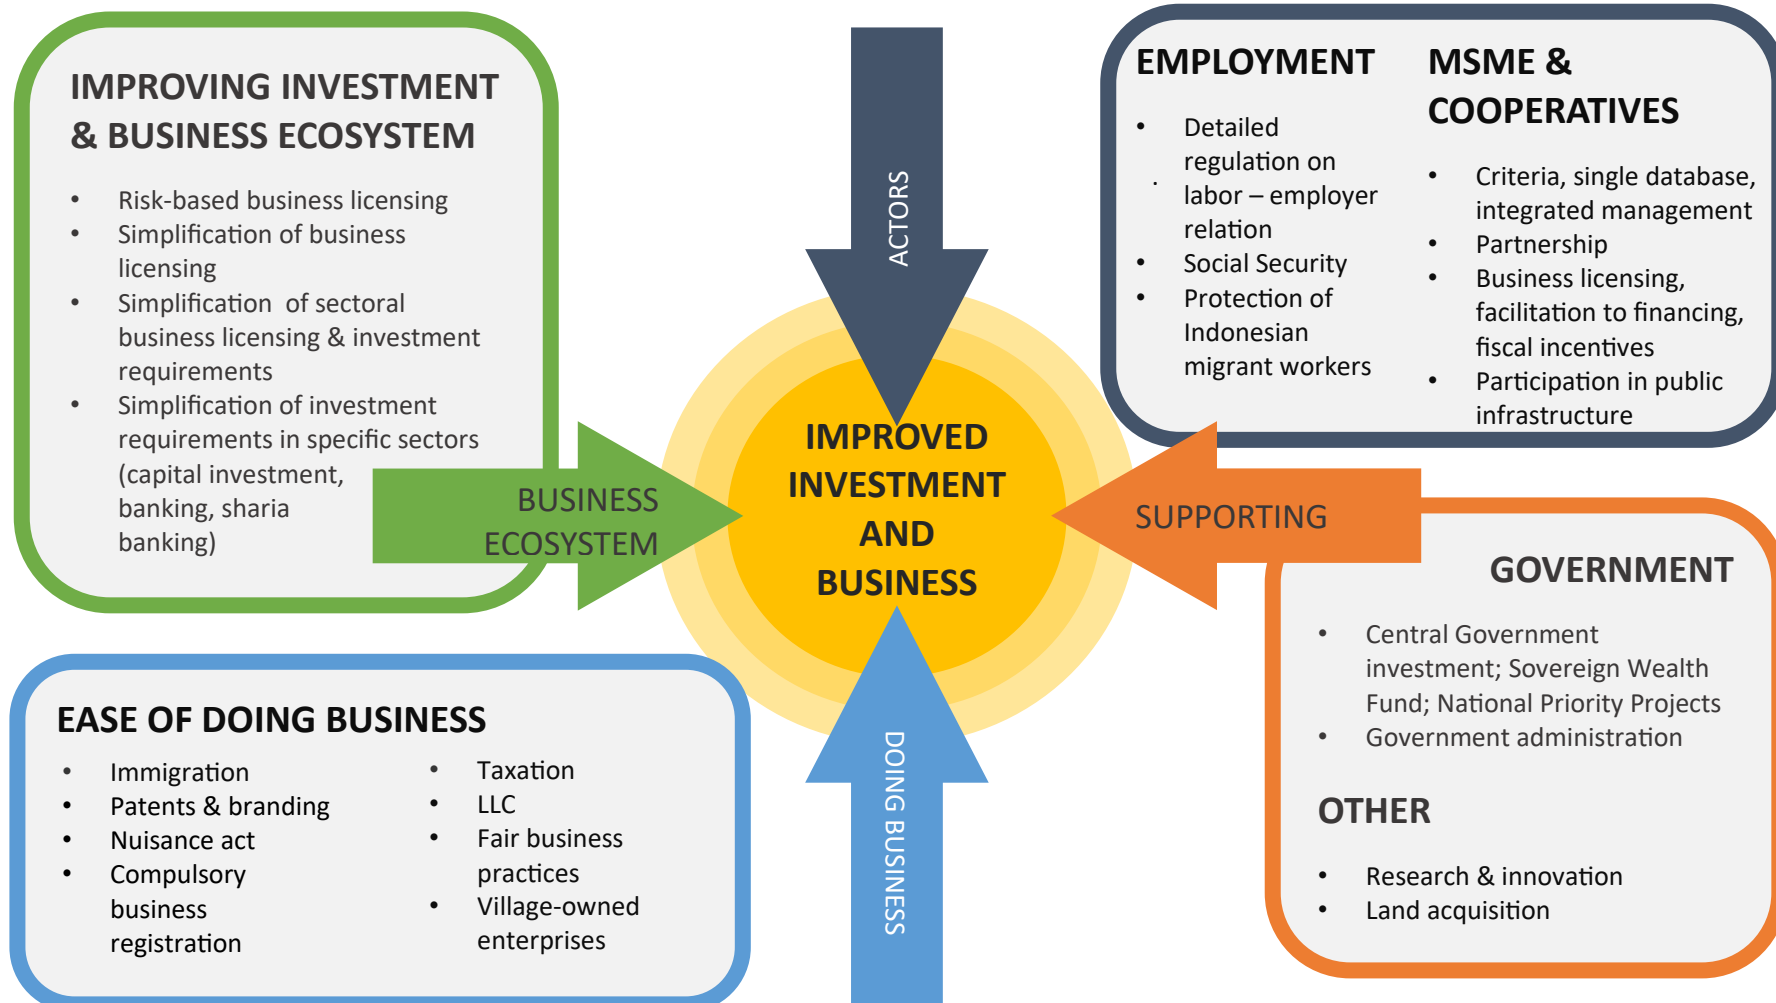 IMPROVING INVESTMENT
& BUSINESS ECOSYSTEM
• Risk-based business licensing
• Simplification of business
licensing
• Simplification of sectoral
business licensing & investment
requirements
• Simplification of investment
requirements in specific sectors
(capital investment,
banking, sharia
banking)
BUSINESS
ECOSYSTEM
ACTORS
EMPLOYMENT
• Detailed
regulation on
labor – employer
relation
• Social Security
• Protection of
Indonesian
migrant workers
.
MSME &
COOPERATIVES
• Criteria, single database,
integrated management
• Partnership
• Business licensing,
facilitation to financing,
fiscal incentives
• Participation in public
infrastructure
IMPROVED
INVESTMENT
AND
BUSINESS
SUPPORTING
GOVERNMENT
• Central Government
investment; Sovereign Wealth
Fund; National Priority Projects
• Government administration
OTHER
• Research & innovation
• Land acquisition
EASE OF DOING BUSINESS
• Immigration
• Patents & branding
• Nuisance act
• Compulsory
business
registration
• Taxation
• LLC
• Fair business
practices
• Village-owned
enterprises
DOING BUSINESS